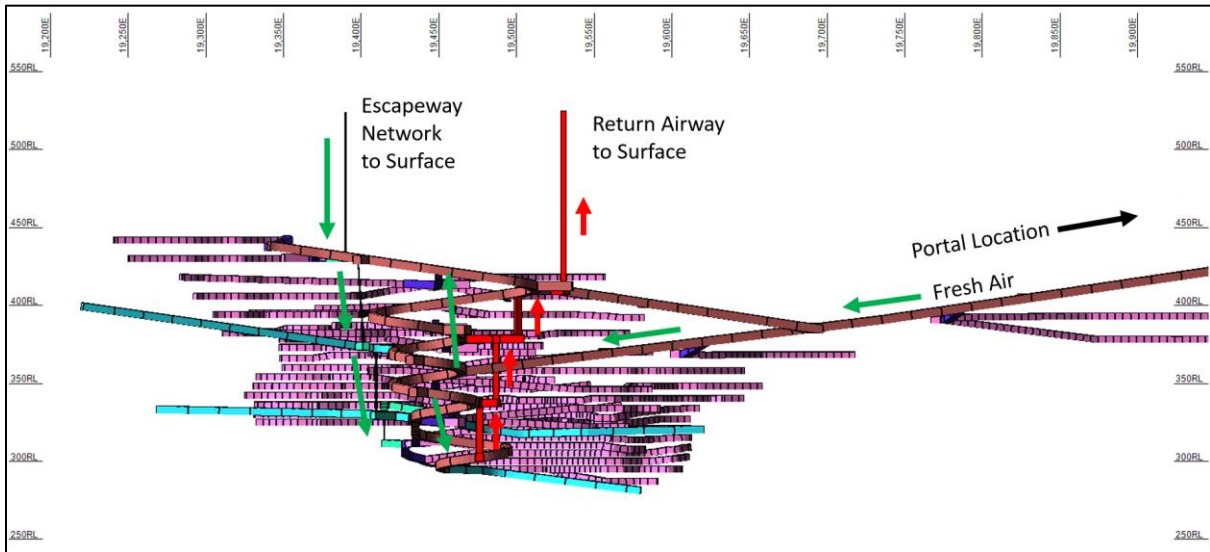 19,200E
19,250E
19,300E
19,350E
19,400E
19,450E
19,500E
19,550E
19,600E
19,650E
19,700E
19,750E
19,800E
19,850E
19,900E
550RL
550RL
Escapeway
Network
to Surface
Return Airway
to Surface
500RL
500RL
450RL
450RL
Portal Location
Fresh Air
400RL
400RL
350RL
350RL
300RL
300RL
250RL
250RL